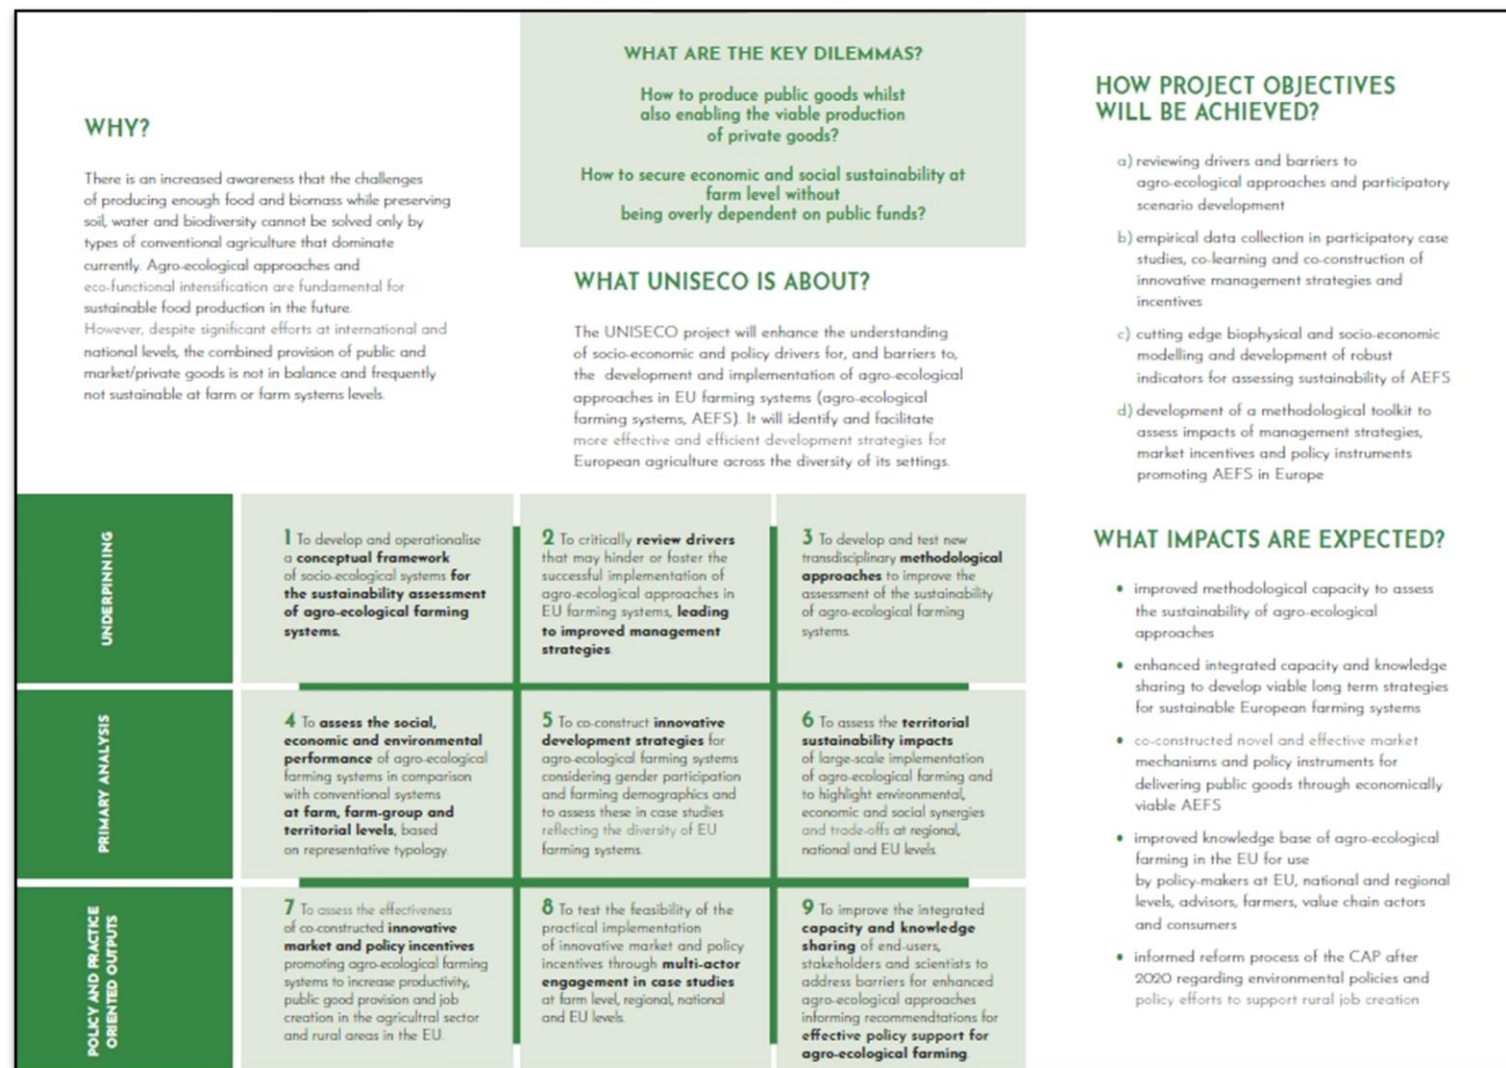 WHY?
There is an increased awareness that the challenges
of producing enough food and biomass while preserving
soil, water and biodiversity cannot be solved only by
types of conventional agriculture that dominate
currently. Agro-ecological approaches and
eco-functional intensification are fundamental for
sustainable food production in the future.
However, despite significant efforts at international and
national levels, the combined provision of public and
market/private goods is not in balance and frequently
not sustainable at farm or farm systems levels.
WHAT ARE THE KEY DILEMMAS?
How to produce public goods whilst
also enabling the viable production
of private goods?
How to secure economic and social sustainability at
farm level without
being overly dependent on public funds?
WHAT UNISECO IS ABOUT?
The UNISECO project will enhance the understanding
of socio-economic and policy drivers for, and barriers to,
the development and implementation of agro-ecological
approaches in EU farming systems (agro-ecological
farming systems, AEFS). It will identify and facilitate
more effective and efficient development strategies for
European agriculture across the diversity of its settings.
UNDERPINNING
1 To develop and operationalise
a conceptual framework
of socio-ecological systems for
the sustainability assessment
of agro-ecological farming
systems.
2 To critically review drivers
that may hinder or foster the
successful implementation of
agro-ecological approaches in
EU farming systems, leading
to improved management
strategies.
3 To develop and test new
transdisciplinary methodological
approaches to improve the
assessment of the sustainability
of agro-ecological farming
systems.
PRIMARY ANALYSIS
4 To assess the social,
economic and environmental
performance of agro-ecological
farming systems in comparison
with conventional systems
at farm, farm-group and
territorial levels, based
on representative typology.
5 To co-construct innovative
development strategies for
agro-ecological farming systems
considering gender participation
and farming demographics and
to assess these in case studies
reflecting the diversity of EU
farming systems.
6 To assess the territorial
sustainability impacts
of large-scale implementation
of agro-ecological farming and
to highlight environmental,
economic and social synergies
and trade-offs at regional,
national and EU levels.
POLICY AND PRACTICE
ORIENTED OUTPUTS
7 To assess the effectiveness
of co-constructed innovative
market and policy incentives
promoting agro-ecological farming
systems to increase productivity,
public good provision and job
creation in the agricultral sector
and rural areas in the EU.
8 To test the feasibility of the
practical implementation
of innovative market and policy
incentives through multi-actor
engagement in case studies
at farm level, regional, national
and EU levels.
9 To improve the integrated
capacity and knowledge
sharing of end-users,
stakeholders and scientists to
address barriers for enhanced
agro-ecological approaches
informing recommendtations for
effective policy support for
agro-ecological farming.
HOW PROJECT OBJECTIVES
WILL BE ACHIEVED?
a) reviewing drivers and barriers to
agro-ecological approaches and participatory
scenario development
b) empirical data collection in participatory case
studies, co-learning and co-construction of
innovative management strategies and
incentives
c) cutting edge biophysical and socio-economic
modelling and development of robust
indicators for assessing sustainability of AEFS
d) development of a methodological toolkit to
assess impacts of management strategies,
market incentives and policy instruments
promoting AEFS in Europe
WHAT IMPACTS ARE EXPECTED?
• improved methodological capacity to assess
the sustainability of agro-ecological
approaches
• enhanced integrated capacity and knowledge
sharing to develop viable long term strategies
for sustainable European farming systems
• co-constructed novel and effective market
mechanisms and policy instruments for
delivering public goods through economically
viable AEFS
• improved knowledge base of agro-ecological
farming in the EU for use
by policy-makers at EU, national and regional
levels, advisors, farmers, value chain actors
and consumers
• informed reform process of the CAP after
2020 regarding environmental policies and
policy efforts to support rural job creation